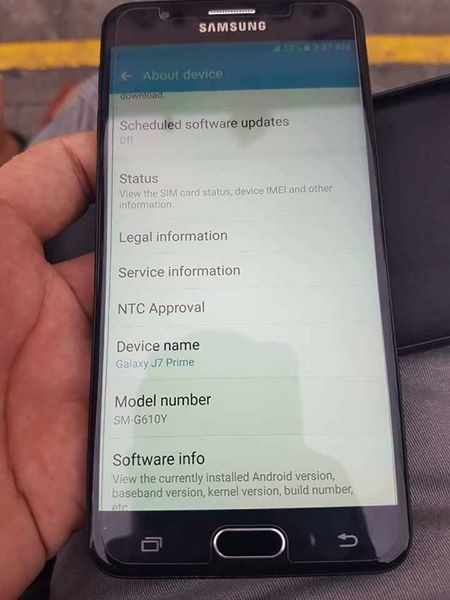 SAMSUNG
58% 3:31 AM
About device
download.
Scheduled software updates
Off
Status
View the SIM card status, device IMEI and other
information.
Legal information
Service information
NTC Approval
Device name
Galaxy J7 Prime
Model number
SM-G610Y
Software info
View the currently installed Android version,
baseband version, kernel version, build number,
etc.